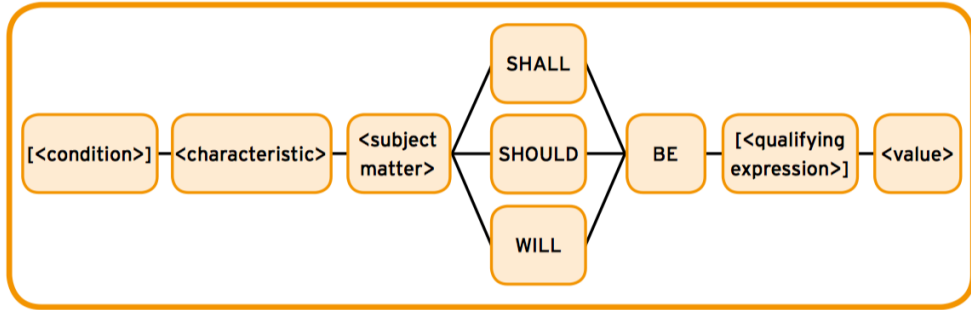 [<condition>]
<characteristic>
<subject
matter>
SHALL
SHOULD
WILL
BE
[<qualifying
expression>]
<value>